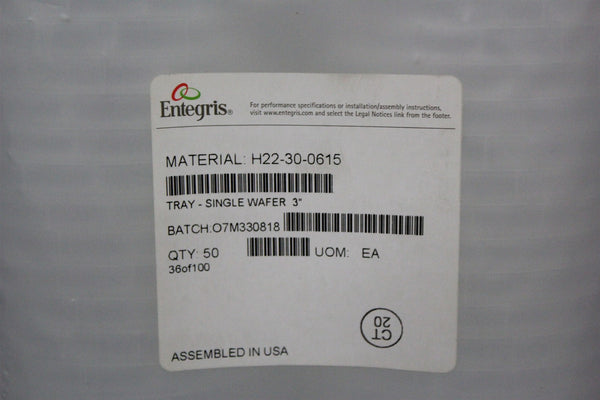 Entegris®
For performance specifications or installation/assembly instructions,
visit www.entegris.com and select the Legal Notices link from the footer.
MATERIAL: H22-30-0615
TRAY - SINGLE WAFER 3"
BATCH:O7M330818
QTY: 50 UOM: EA
36of100
CT
20
ASSEMBLED IN USA